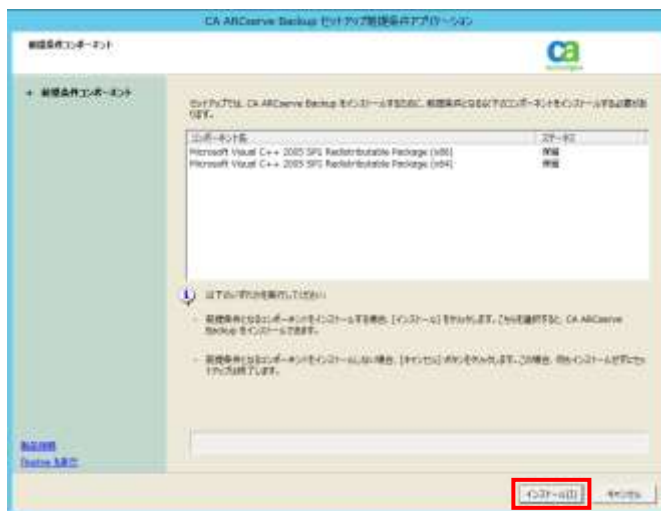 CA ARCserve Backup セットアップ前提条件アプリケーション
前提条件コンポーネント
ca
technologies
前提条件コンポーネント
セットアップでは、CA ARCserve Backup をインストールするために、前提条件となる以下のコンポーネントをインストールする必要があ
ります。
コンポーネント名 ステータス
Microsoft Visual C++ 2005 SP1 Redistributable Package (x86)
Microsoft Visual C++ 2005 SP1 Redistributable Package (x64)
以下のいずれかを実行してください:
- 前提条件となるコンポーネントをインストールする場合、[インストール] をクリックします。こちらを選択すると、CA ARCserve
Backup をインストールできます。
- 前提条件となるコンポーネントをインストールしない場合、[キャンセル] ボタンをクリックします。この場合、何もインストールせずにセッ
トアップは終了します。
製品情報
Readme を表示
インストール(I) キャンセル